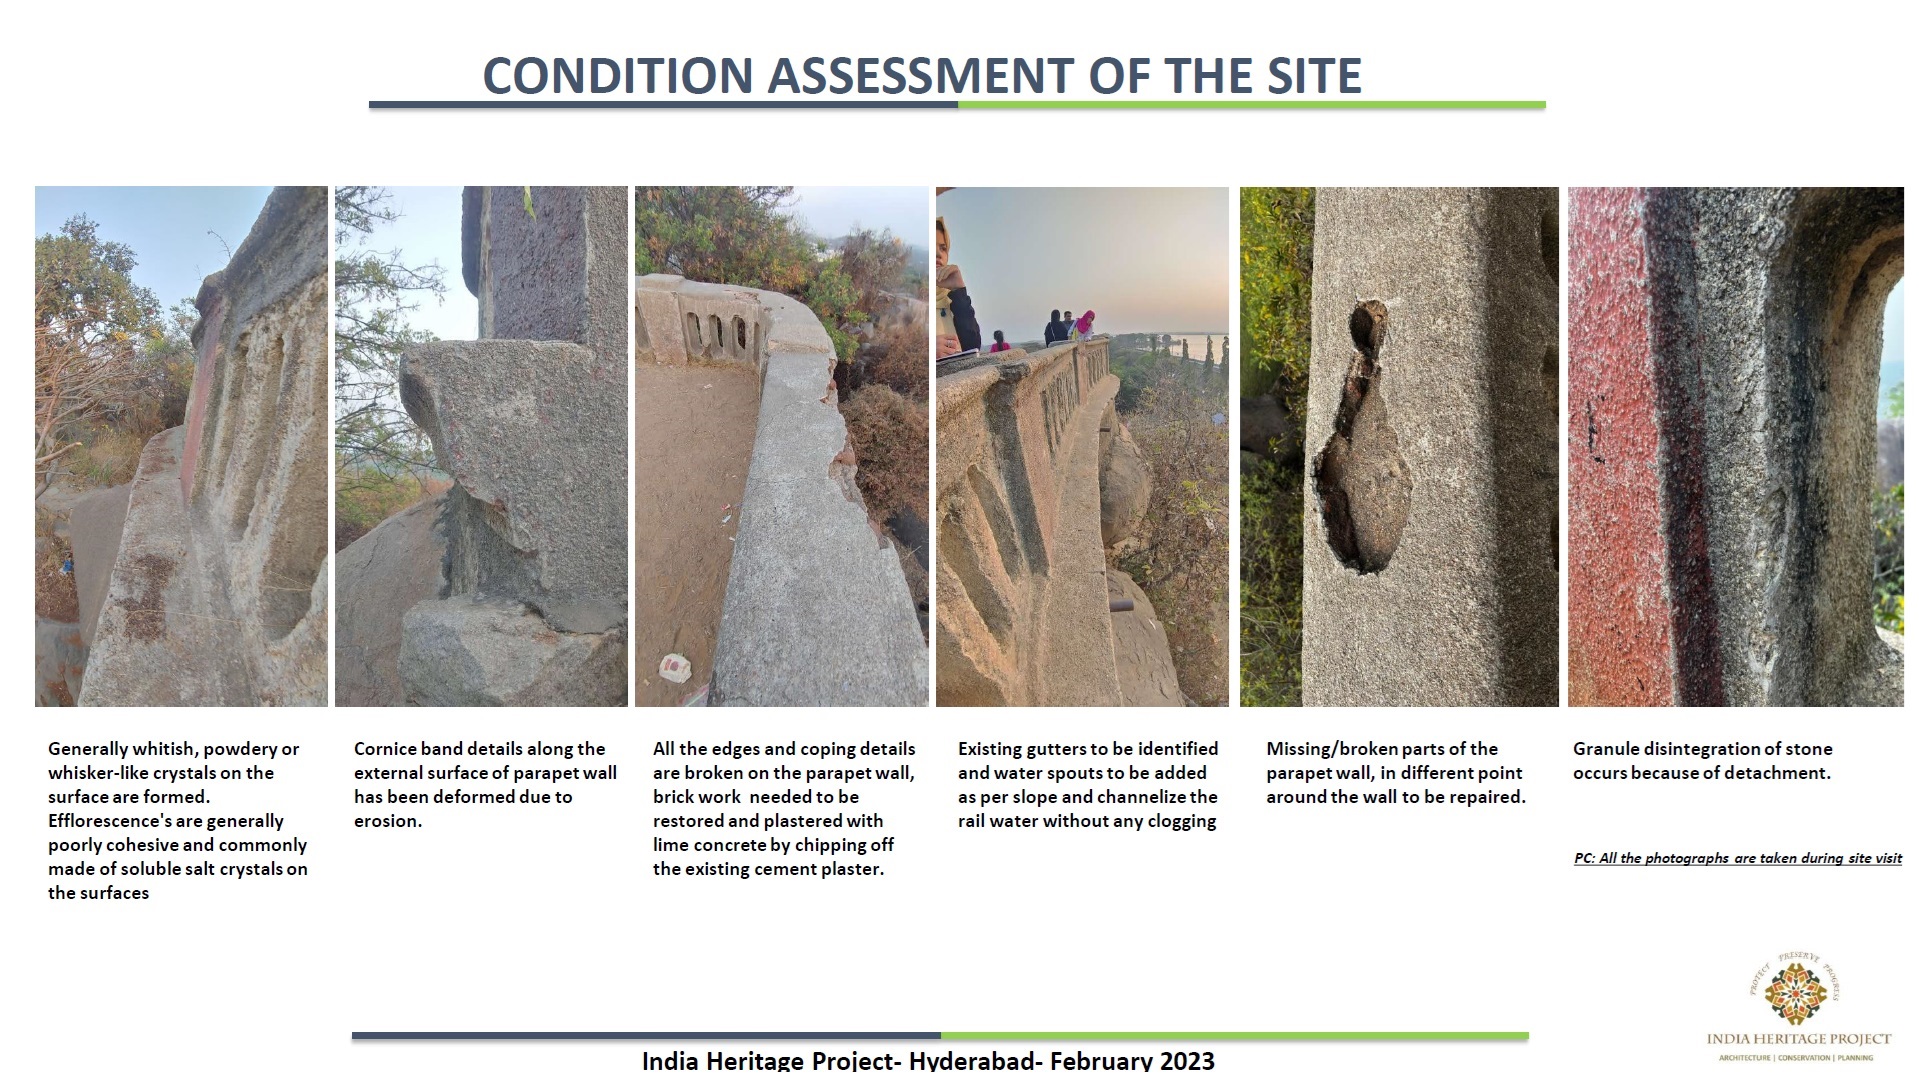 CONDITION ASSESSMENT OF THE SITE
Generally whitish, powdery or
whisker-like crystals on the
surface are formed.
Efflorescence's are generally
poorly cohesive and commonly
made of soluble salt crystals on
the surfaces
Cornice band details along the
external surface of parapet wall
has been deformed due to
erosion.
All the edges and coping details
are broken on the parapet wall,
brick work  needed to be
restored and plastered with
lime concrete by chipping off
the existing cement plaster.
Existing gutters to be identified
and water spouts to be added
as per slope and channelize the
rail water without any clogging
Missing/broken parts of the
parapet wall, in different point
around the wall to be repaired.
Granule disintegration of stone
occurs because of detachment.
PC: All the photographs are taken during site visit
PROTECT PRESERVE PROGRESS
INDIA HERITAGE PROJECT
ARCHITECTURE | CONSERVATION | PLANNING
India Heritage Project- Hyderabad- February 2023